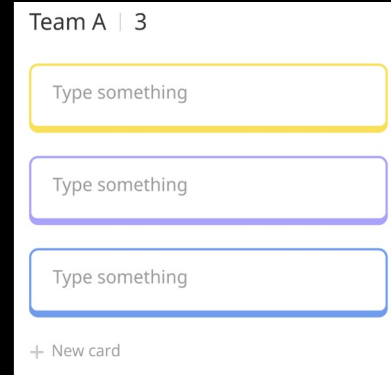 Team A | 3
Type something
Type something
Type something
+ New card